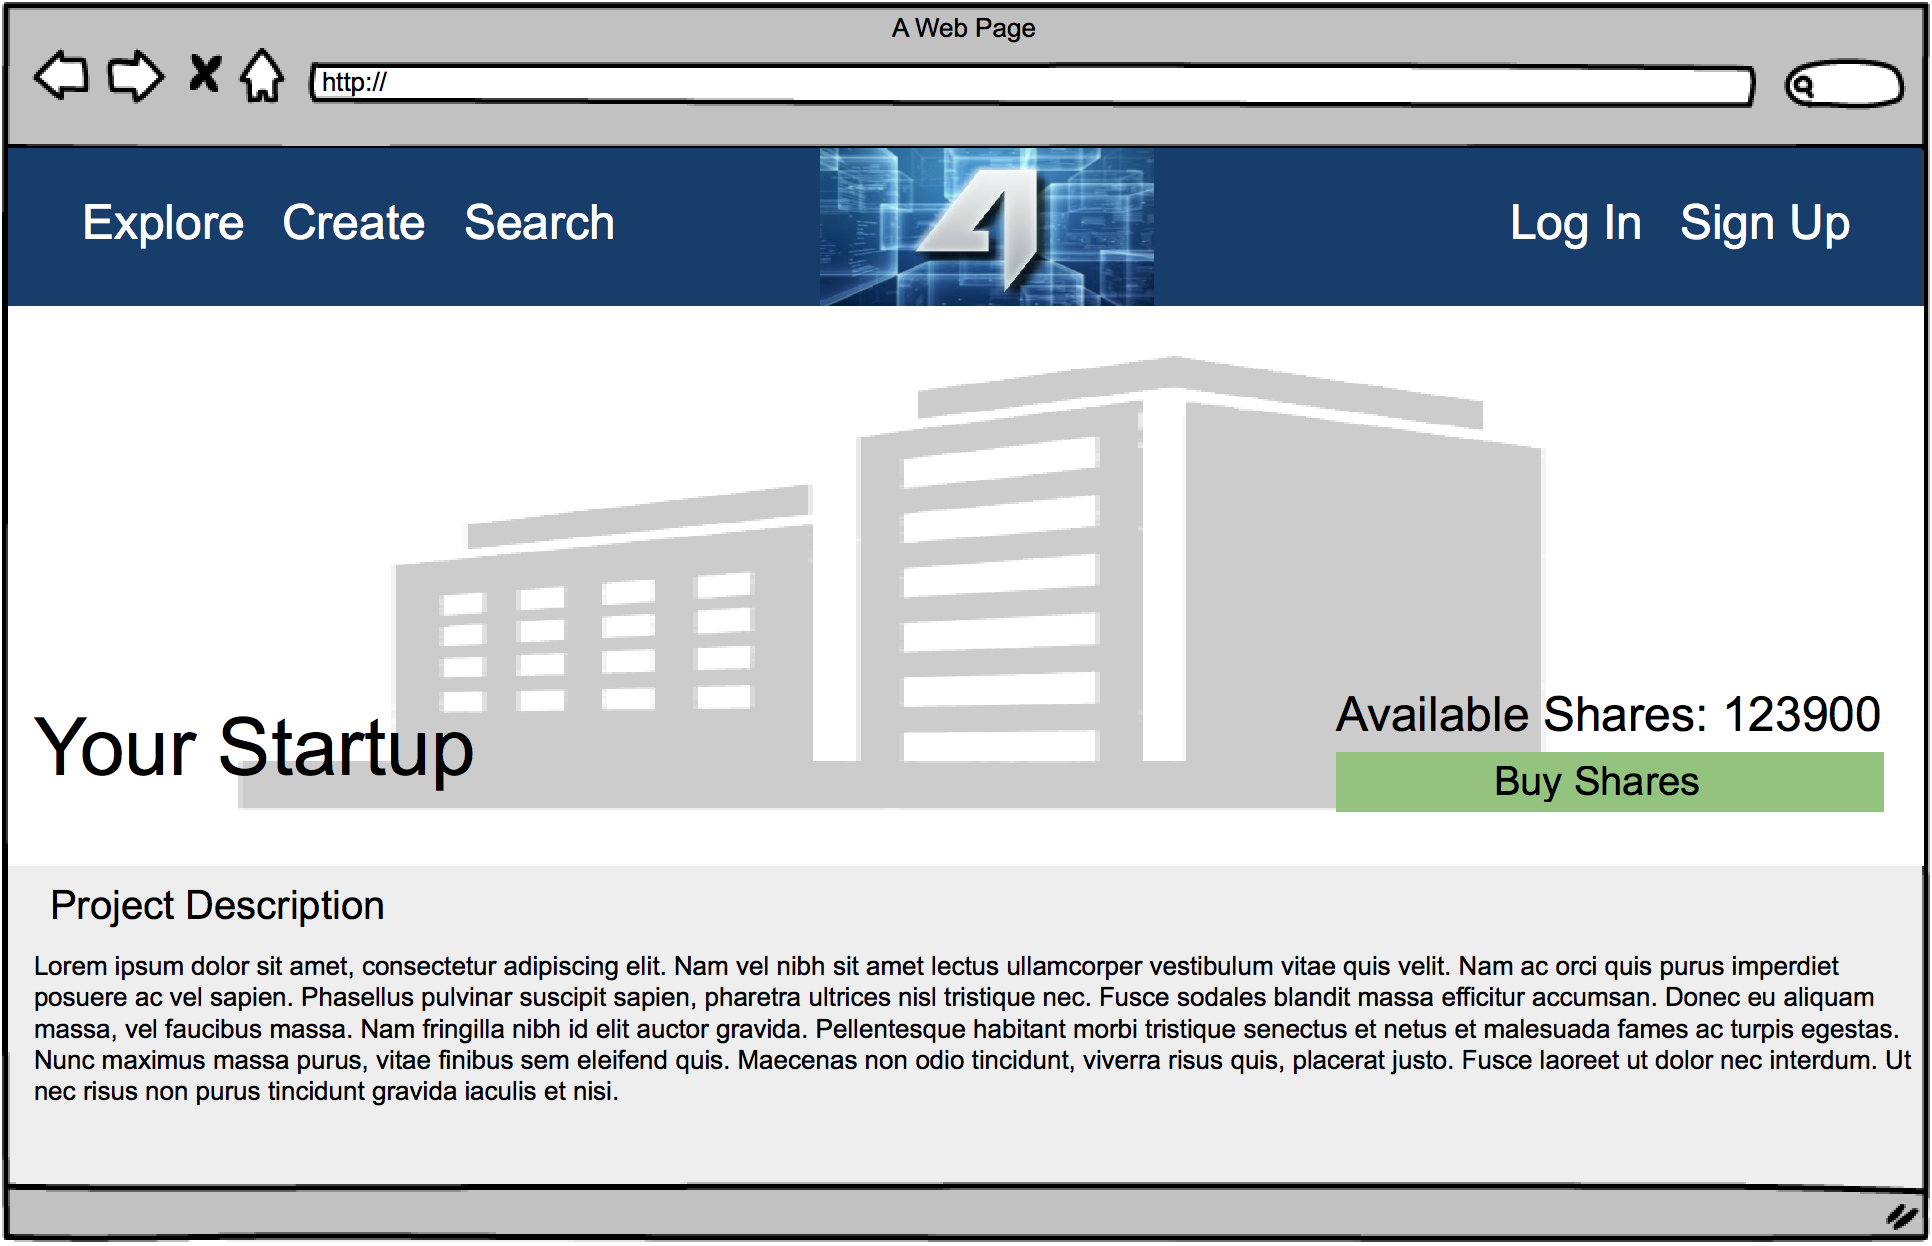 A Web Page
http://
Explore Create Search
Log In Sign Up
Your Startup
Available Shares: 123900
Buy Shares
Project Description
Lorem ipsum dolor sit amet, consectetur adipiscing elit. Nam vel nibh sit amet lectus ullamcorper vestibulum vitae quis velit. Nam ac orci quis purus imperdiet
posuere ac vel sapien. Phasellus pulvinar suscipit sapien, pharetra ultrices nisl tristique nec. Fusce sodales blandit massa efficitur accumsan. Donec eu aliquam
massa, vel faucibus massa. Nam fringilla nibh id elit auctor gravida. Pellentesque habitant morbi tristique senectus et netus et malesuada fames ac turpis egestas.
Nunc maximus massa purus, vitae finibus sem eleifend quis. Maecenas non odio tincidunt, viverra risus quis, placerat justo. Fusce laoreet ut dolor nec interdum. Ut
nec risus non purus tincidunt gravida iaculis et nisi.